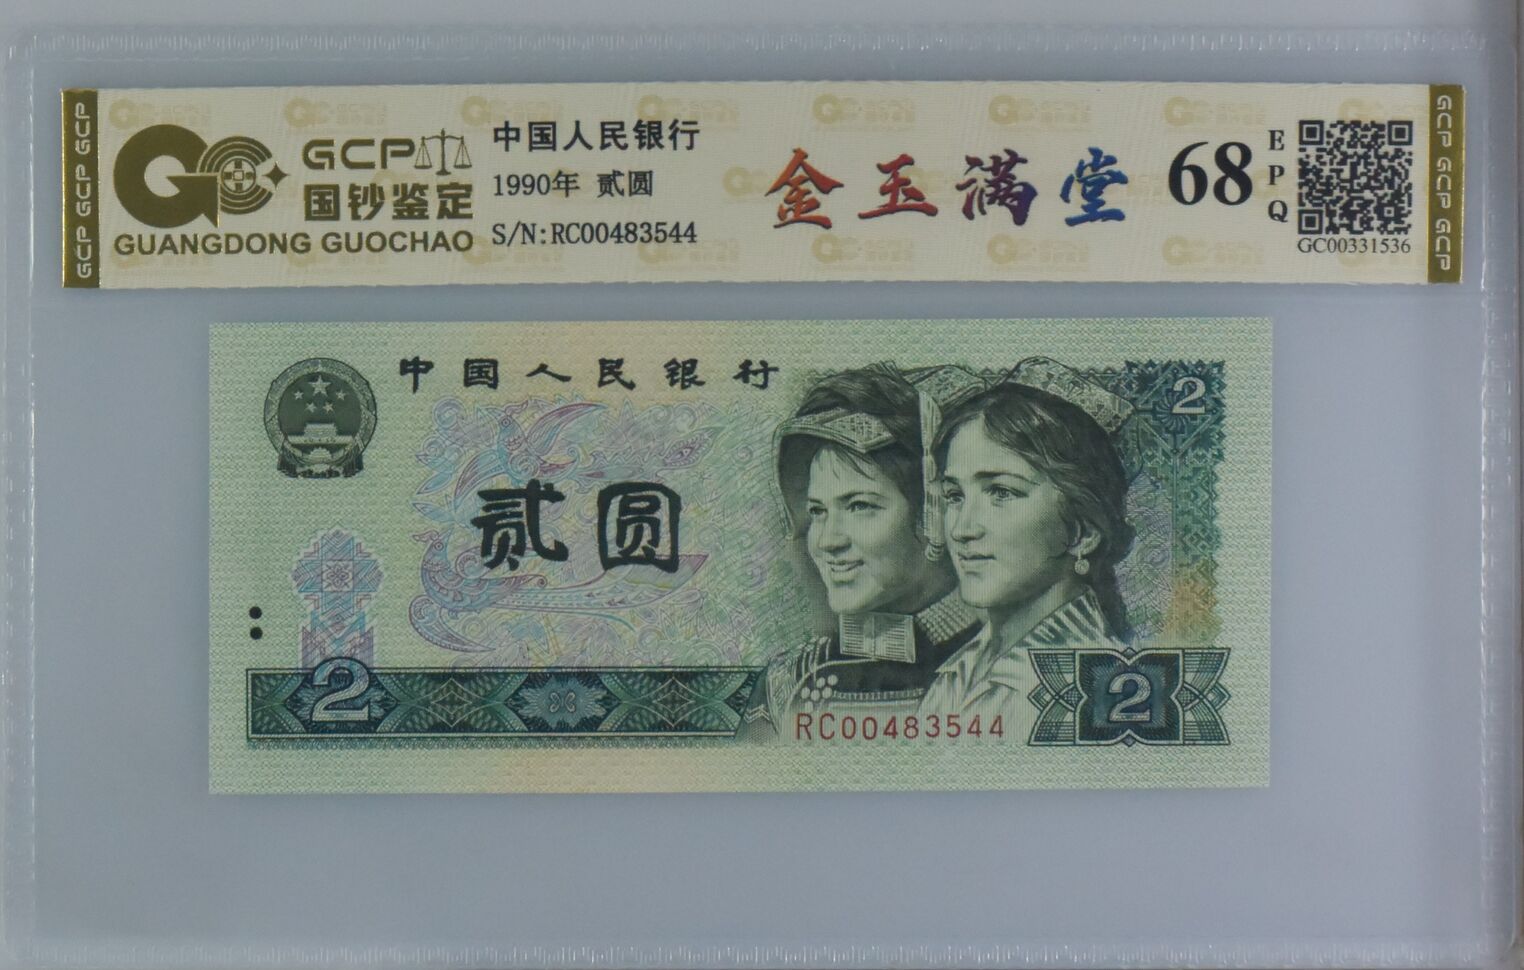 GCP GCP GCP
GCP
国钞鉴定
GUANGDONG GUOCHAO
中国人民银行
1990年 贰圆
S/N:RC00483544
金玉满堂
68
EPQ
GC00331536
GCP GCP GCP
中国人民银行
2
贰圆
2
2
RC00483544